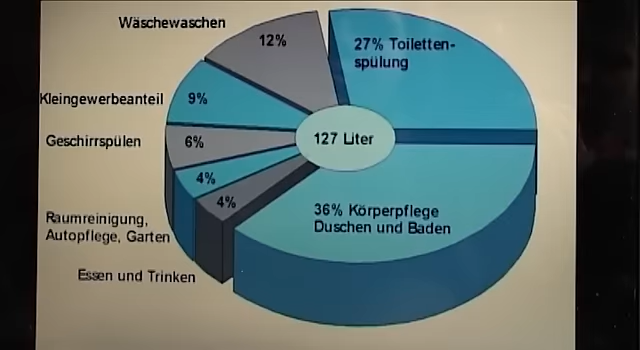 Wäschewaschen
12%
27% Toiletten-
spülung
Kleingewerbeanteil
9%
Geschirrspülen
6%
127 Liter
4%
4%
Raumreinigung,
Autopflege, Garten
Essen und Trinken
36% Körperpflege
Duschen und Baden